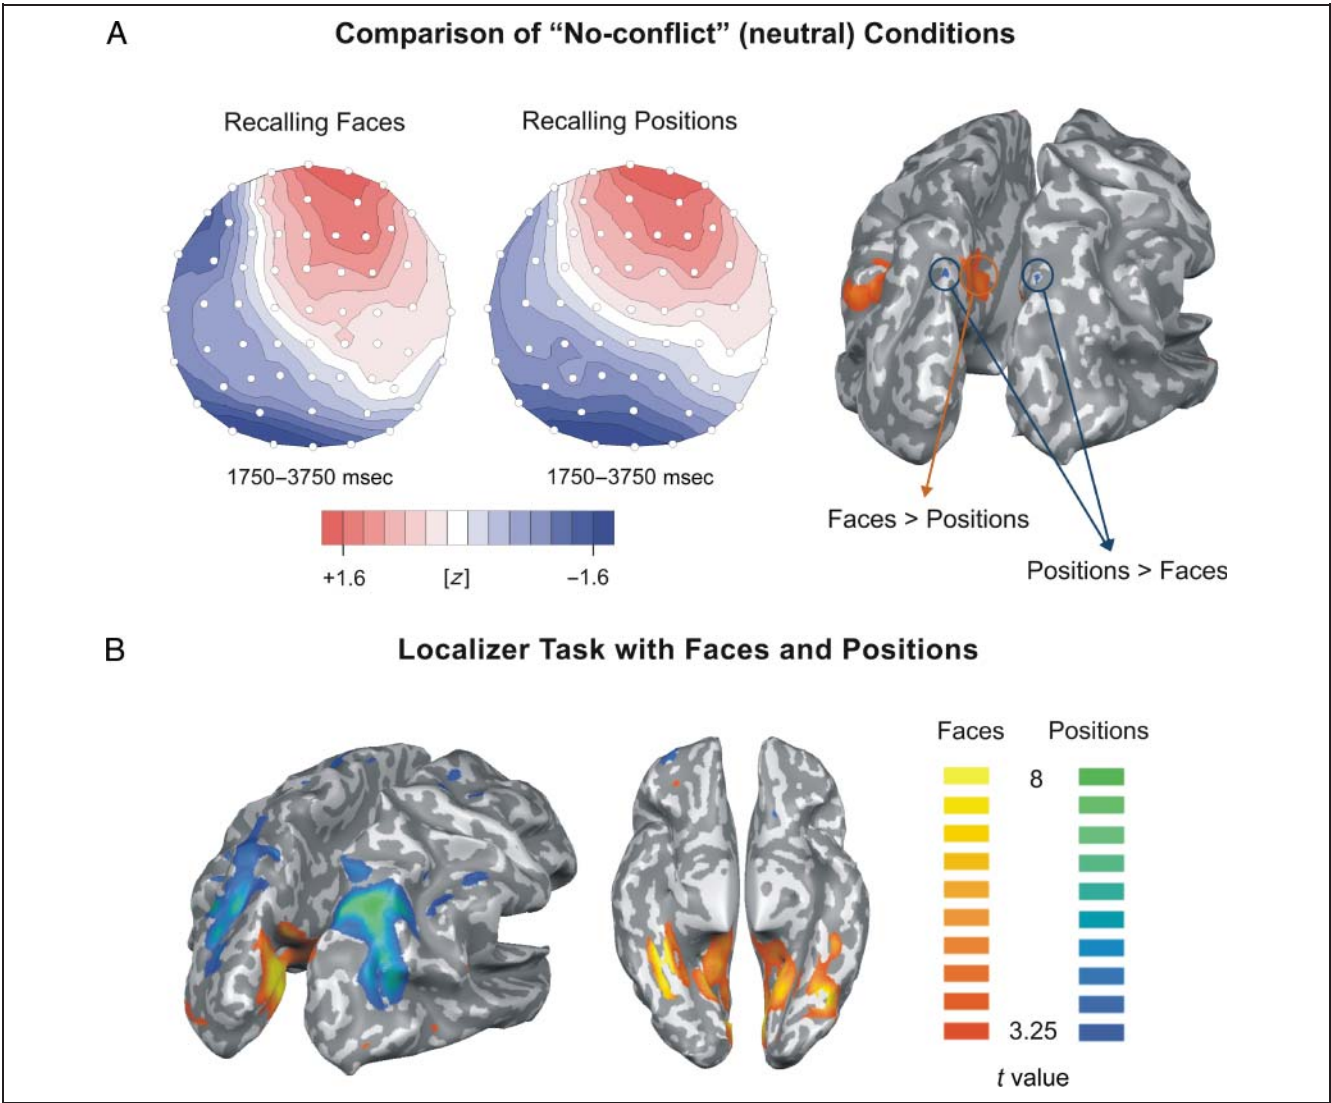 A
Comparison of “No-conflict” (neutral) Conditions
Recalling Faces
Recalling Positions
1750–3750 msec
1750–3750 msec
+1.6
[z]
−1.6
Faces > Positions
Positions > Faces
B
Localizer Task with Faces and Positions
Faces
Positions
8
3.25
t value